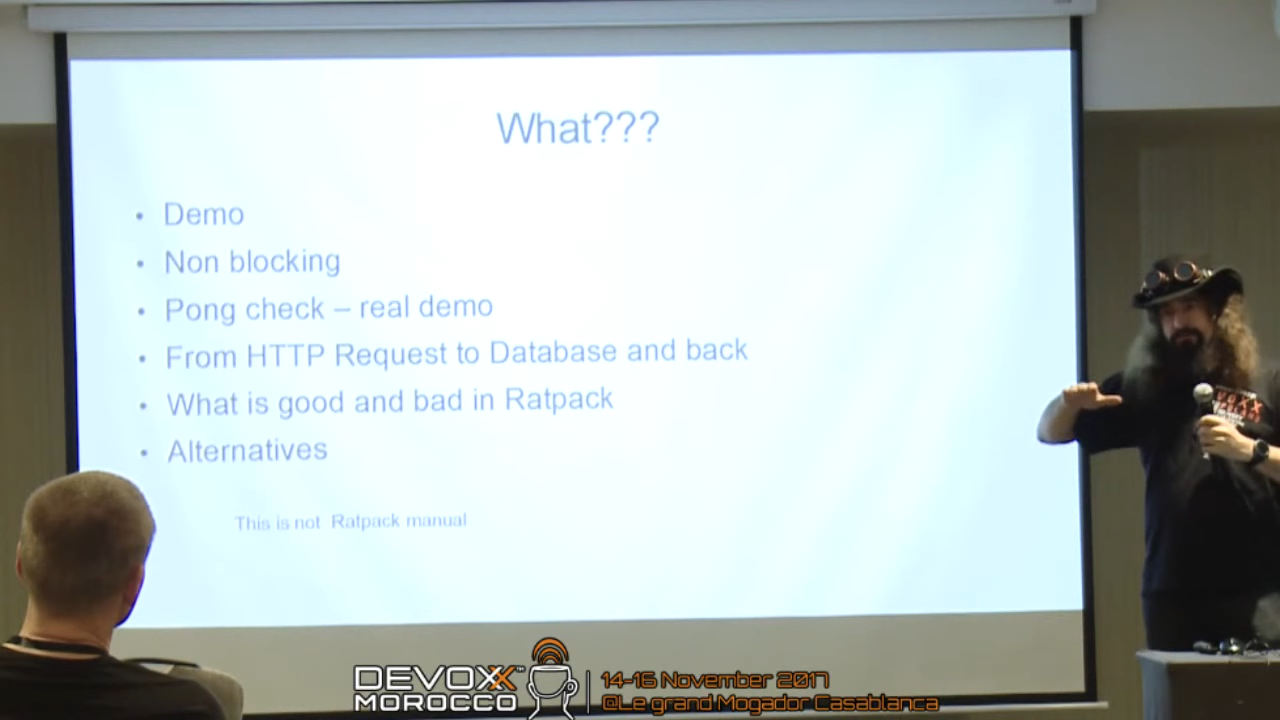 What???
• Demo
• Non blocking
• Pong check – real demo
• From HTTP Request to Database and back
• What is good and bad in Ratpack
• Alternatives
This is not Ratpack manual
DEVOXX™
MOROCCO
14-16 November 2017
@Le grand Mogador Casablanca